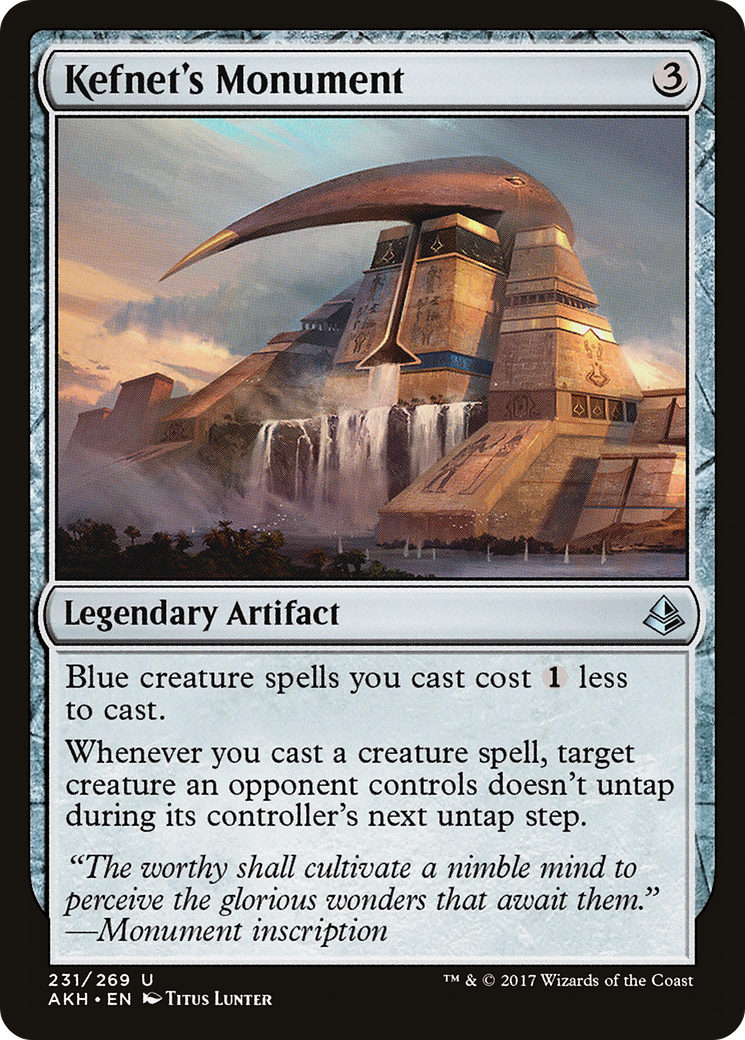 Kefnet's Monument 3
Legendary Artifact
Blue creature spells you cast cost 1 less
to cast.
Whenever you cast a creature spell, target
creature an opponent controls doesn't untap
during its controller's next untap step.
“The worthy shall cultivate a nimble mind to
perceive the glorious wonders that await them.”
—Monument inscription
231/269 U
™ & © 2017 Wizards of the Coast
AKH • EN Titus Lunter